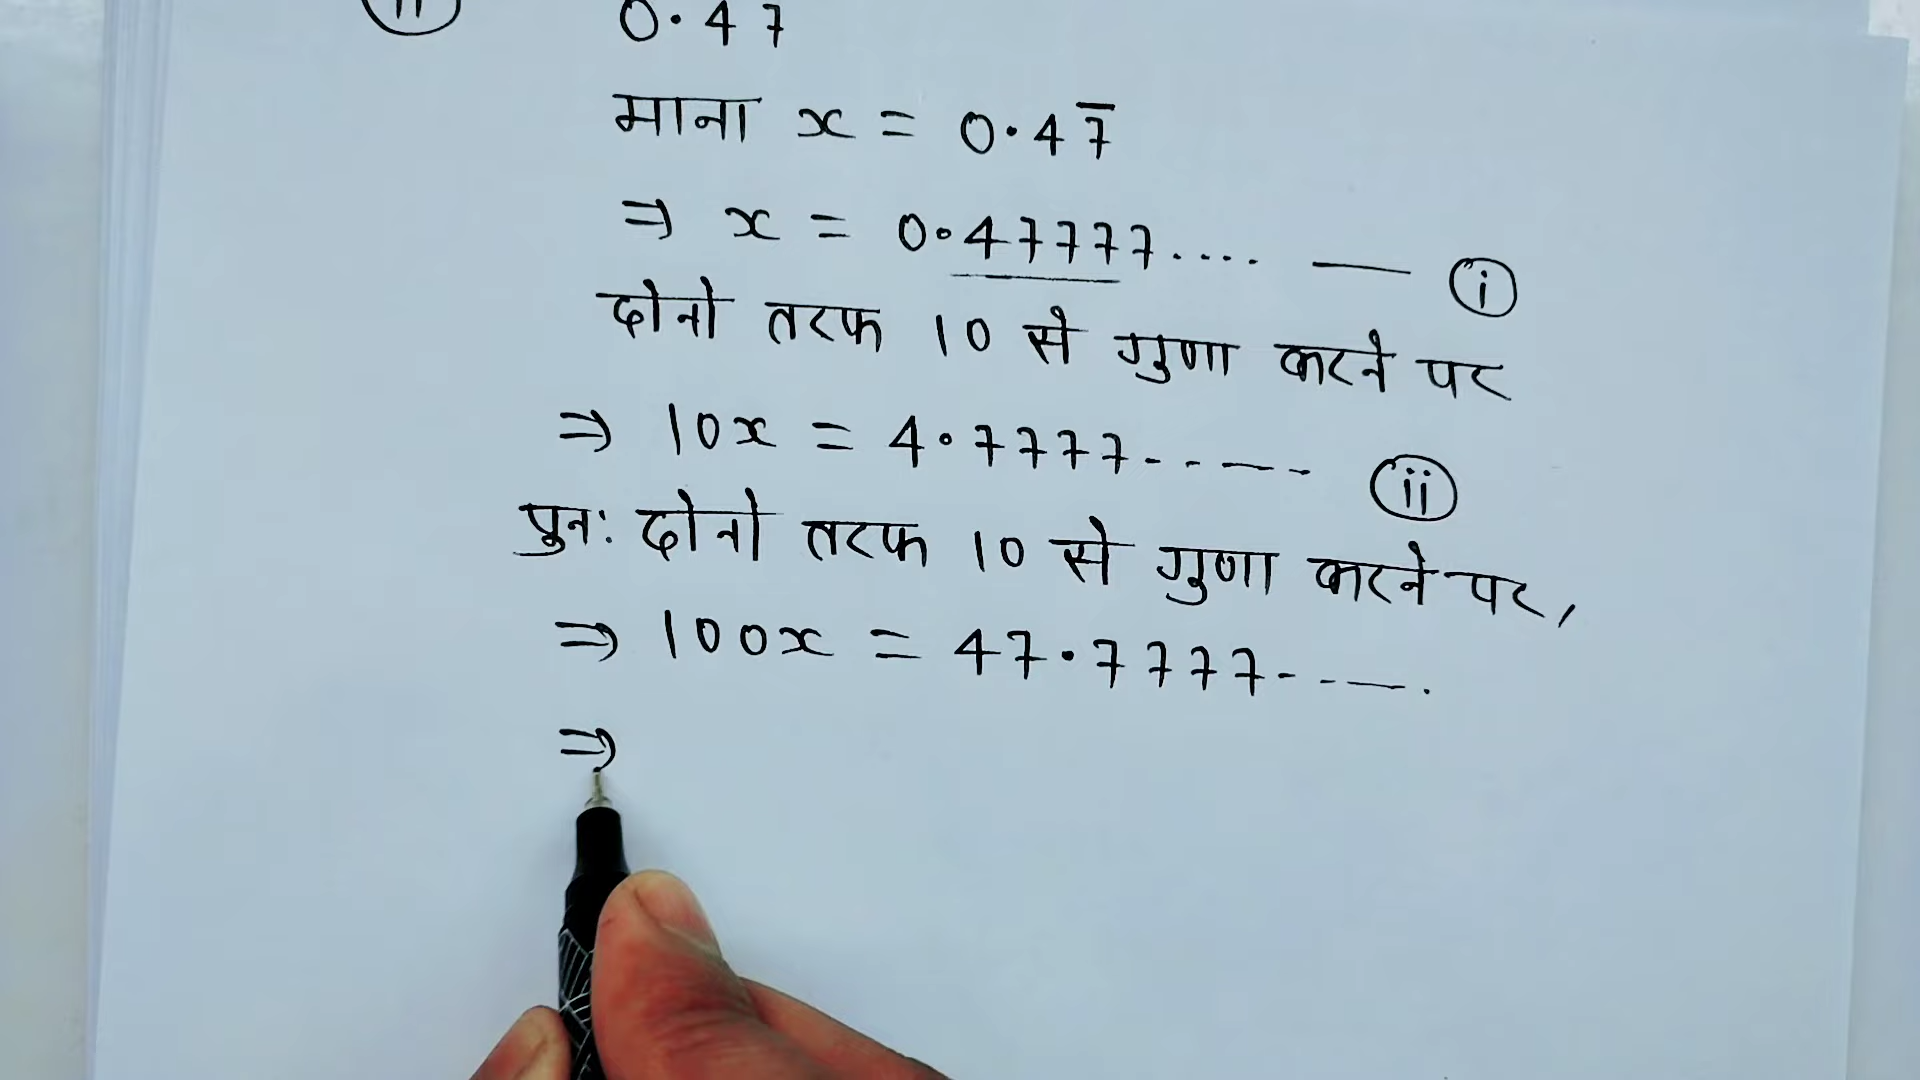 ii 0.47
माना x = 0.47̅
⇒ x = 0.47777.... — i
दोनो तरफ 10 से गुणा करने पर
⇒ 10x = 4.7777----- ii
पुनः दोनो तरफ 10 से गुणा करने पर,
⇒ 100x = 47.7777----.
⇒